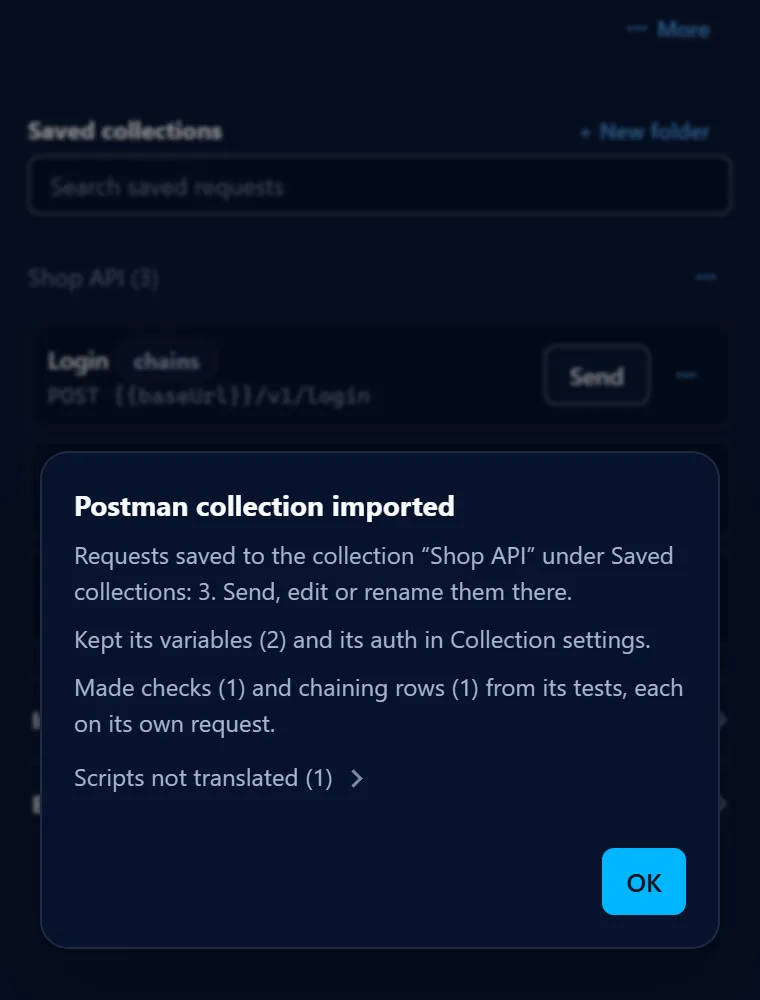 More
Saved collections
+ New folder
Search saved requests
Shop API (3)
Login chains
Send
POST {{baseUrl}}/v1/login
Postman collection imported
Requests saved to the collection “Shop API” under Saved
collections: 3. Send, edit or rename them there.
Kept its variables (2) and its auth in Collection settings.
Made checks (1) and chaining rows (1) from its tests, each
on its own request.
Scripts not translated (1)
OK